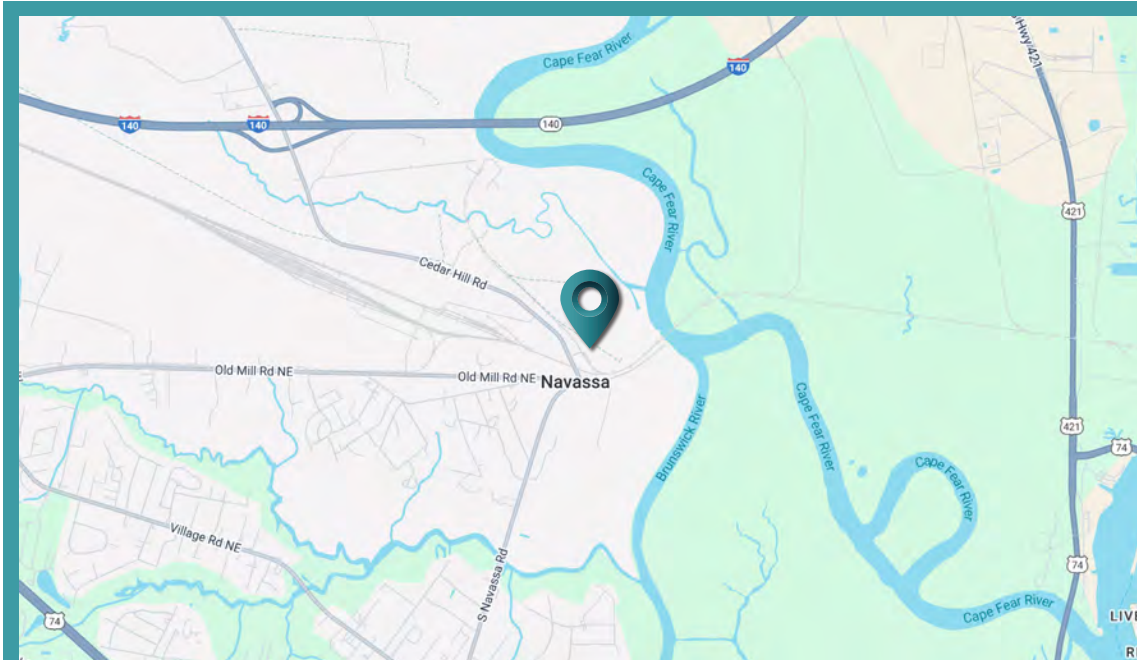 Cape Fear River
Hwy 421
140
140
140
140
Cape Fear River
421
Cedar Hill Rd
Old Mill Rd NE
Old Mill Rd NE
Navassa
Brunswick River
Cape Fear River
421
74
Cape Fear River
Village Rd NE
S Navassa Rd
74
Cape Fear River
74
LIVE
R